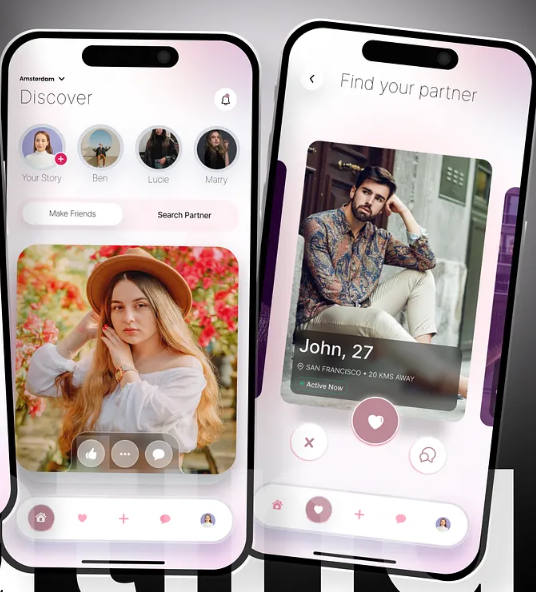 Amsterdam
Discover
Your Story
Ben
Lucie
Marry
Make Friends
Search Partner
Find your partner
John, 27
SAN FRANCISCO • 20 KMS AWAY
Active Now